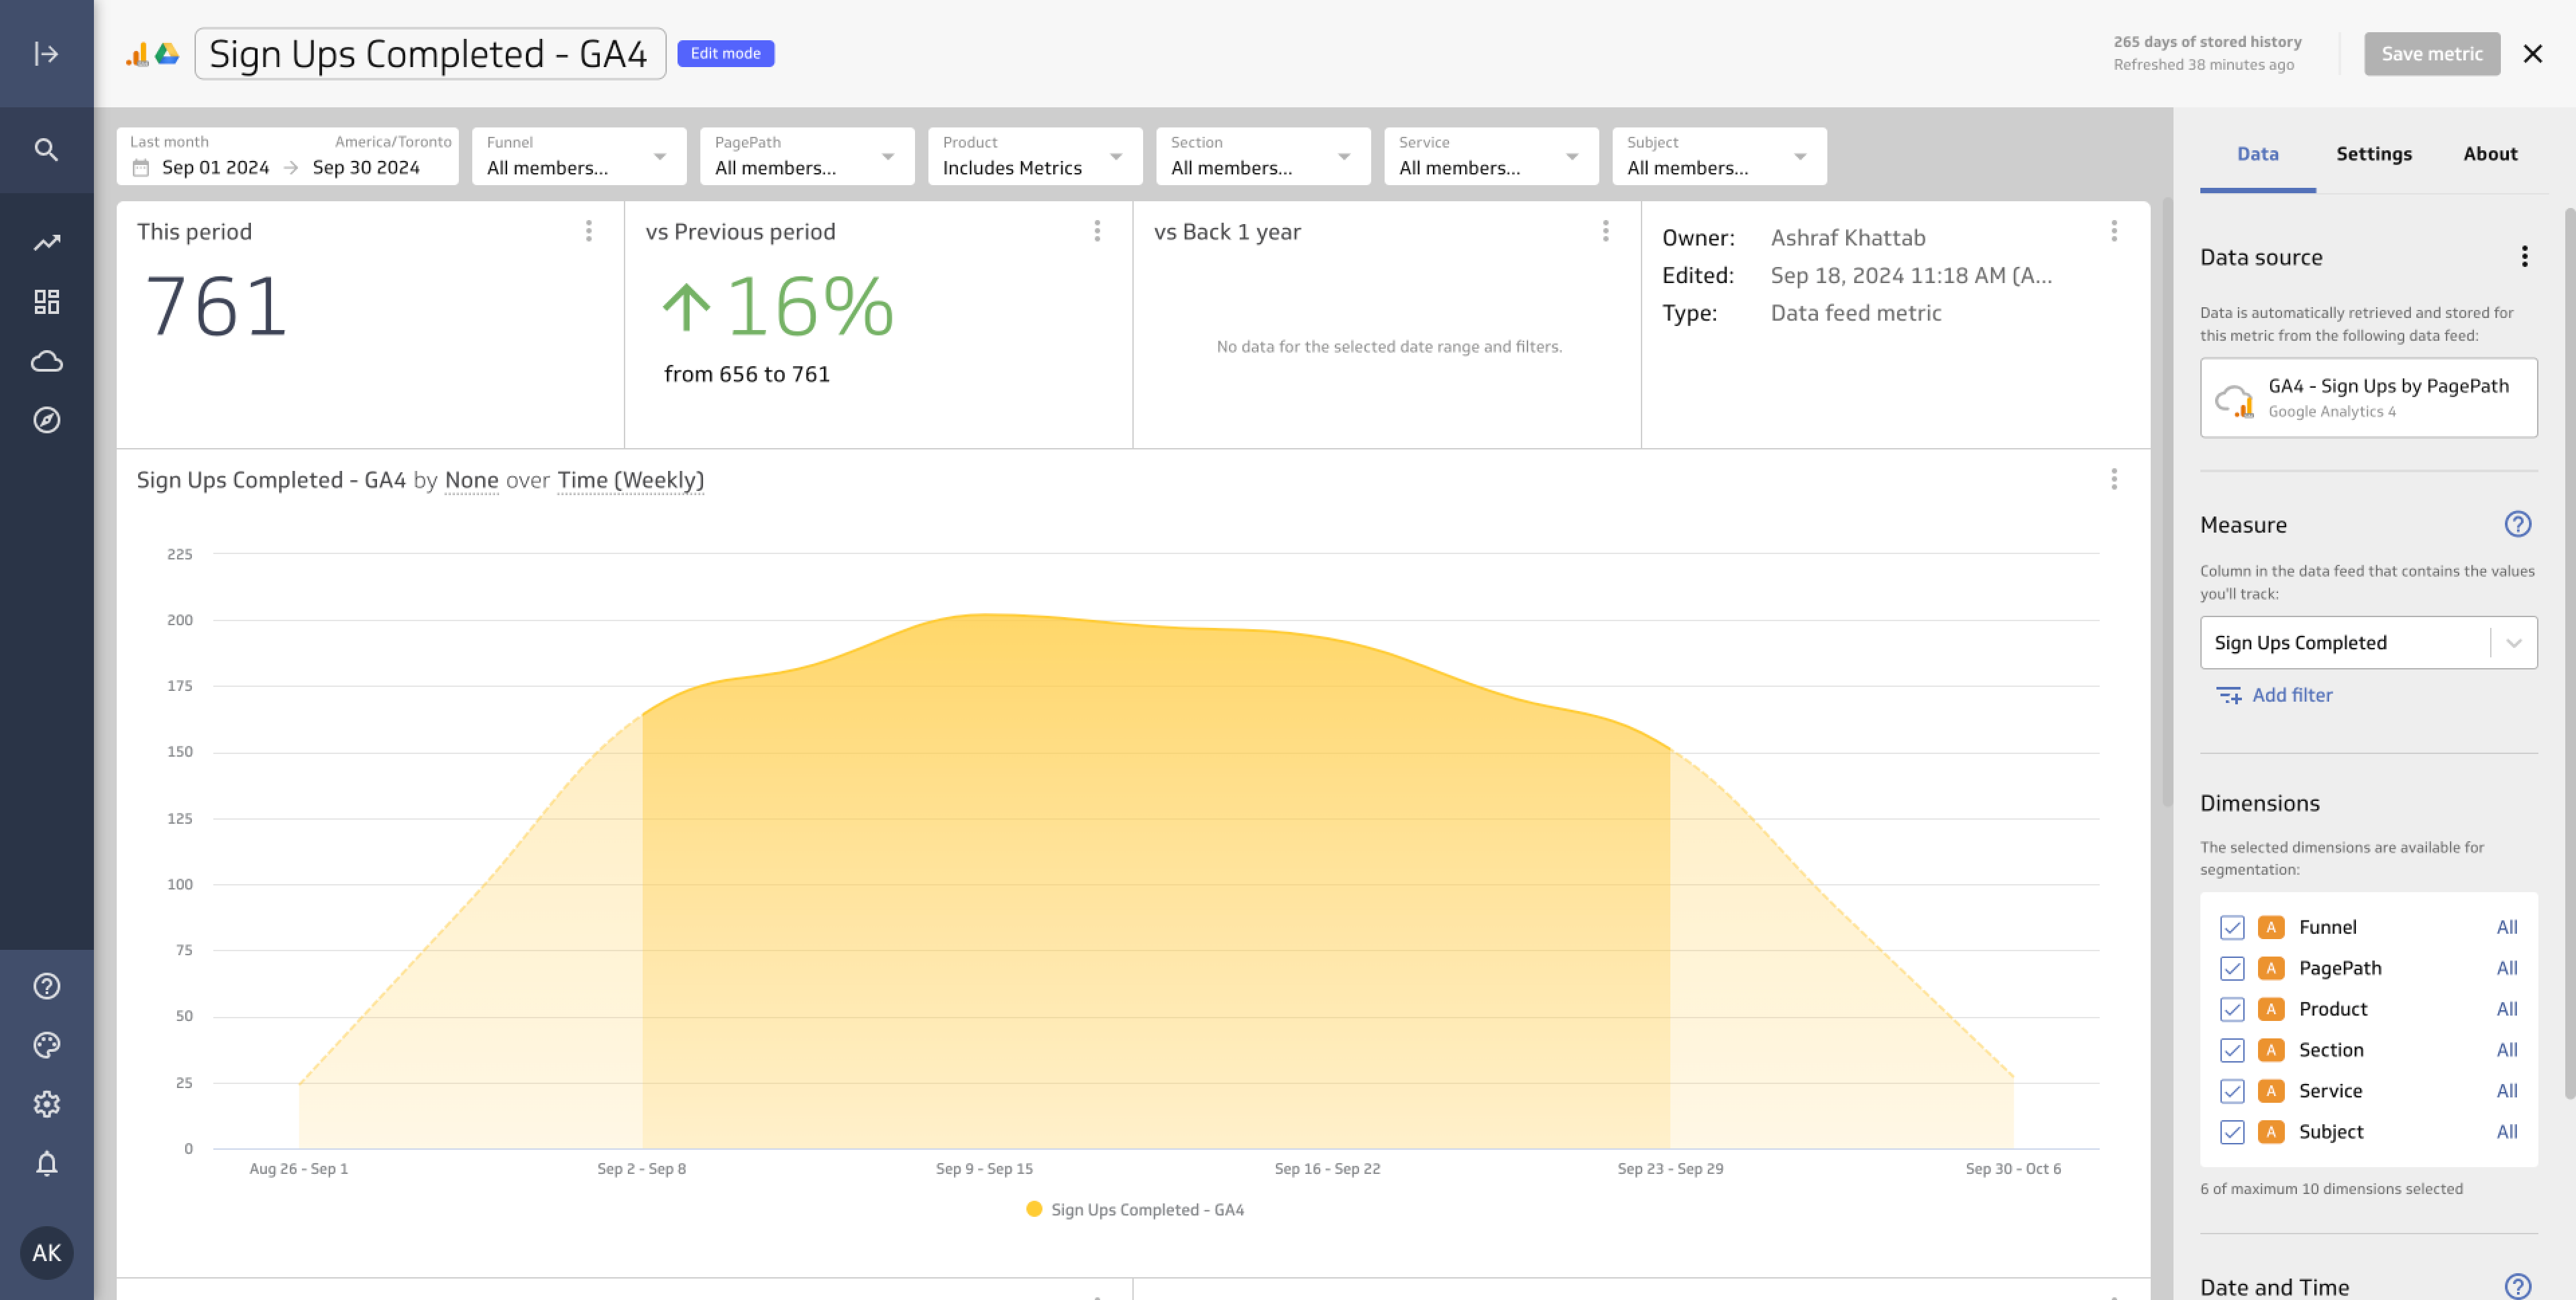 Sign Ups Completed - GA4
Edit mode
265 days of stored history
Refreshed 38 minutes ago
Save metric
Last month America/Toronto
Sep 01 2024 → Sep 30 2024
Funnel
All members...
PagePath
All members...
Product
Includes Metrics
Section
All members...
Service
All members...
Subject
All members...
This period
761
vs Previous period
↑16%
from 656 to 761
vs Back 1 year
No data for the selected date range and filters.
Owner: Ashraf Khattab
Edited: Sep 18, 2024 11:18 AM (A...
Type: Data feed metric
Sign Ups Completed - GA4 by None over Time (Weekly)
225
200
175
150
125
100
75
50
25
0
Aug 26 - Sep 1
Sep 2 - Sep 8
Sep 9 - Sep 15
Sep 16 - Sep 22
Sep 23 - Sep 29
Sep 30 - Oct 6
Sign Ups Completed - GA4
AK
Data Settings About
Data source
Data is automatically retrieved and stored for
this metric from the following data feed:
GA4 - Sign Ups by PagePath
Google Analytics 4
Measure
Column in the data feed that contains the values
you'll track:
Sign Ups Completed
Add filter
Dimensions
The selected dimensions are available for
segmentation:
A Funnel All
A PagePath All
A Product All
A Section All
A Service All
A Subject All
6 of maximum 10 dimensions selected
Date and Time